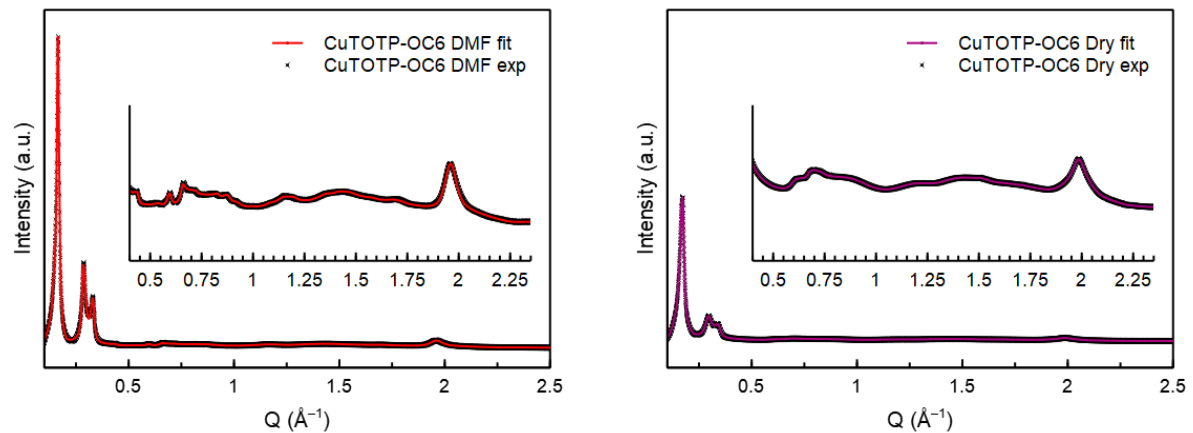 CuTOTP-OC6 DMF fit
CuTOTP-OC6 DMF exp
Intensity (a.u.)
0.5 0.75 1 1.25 1.5 1.75 2 2.25
0.5 1 1.5 2 2.5
Q (Å⁻¹)
CuTOTP-OC6 Dry fit
CuTOTP-OC6 Dry exp
Intensity (a.u.)
0.5 0.75 1 1.25 1.5 1.75 2 2.25
0.5 1 1.5 2 2.5
Q (Å⁻¹)